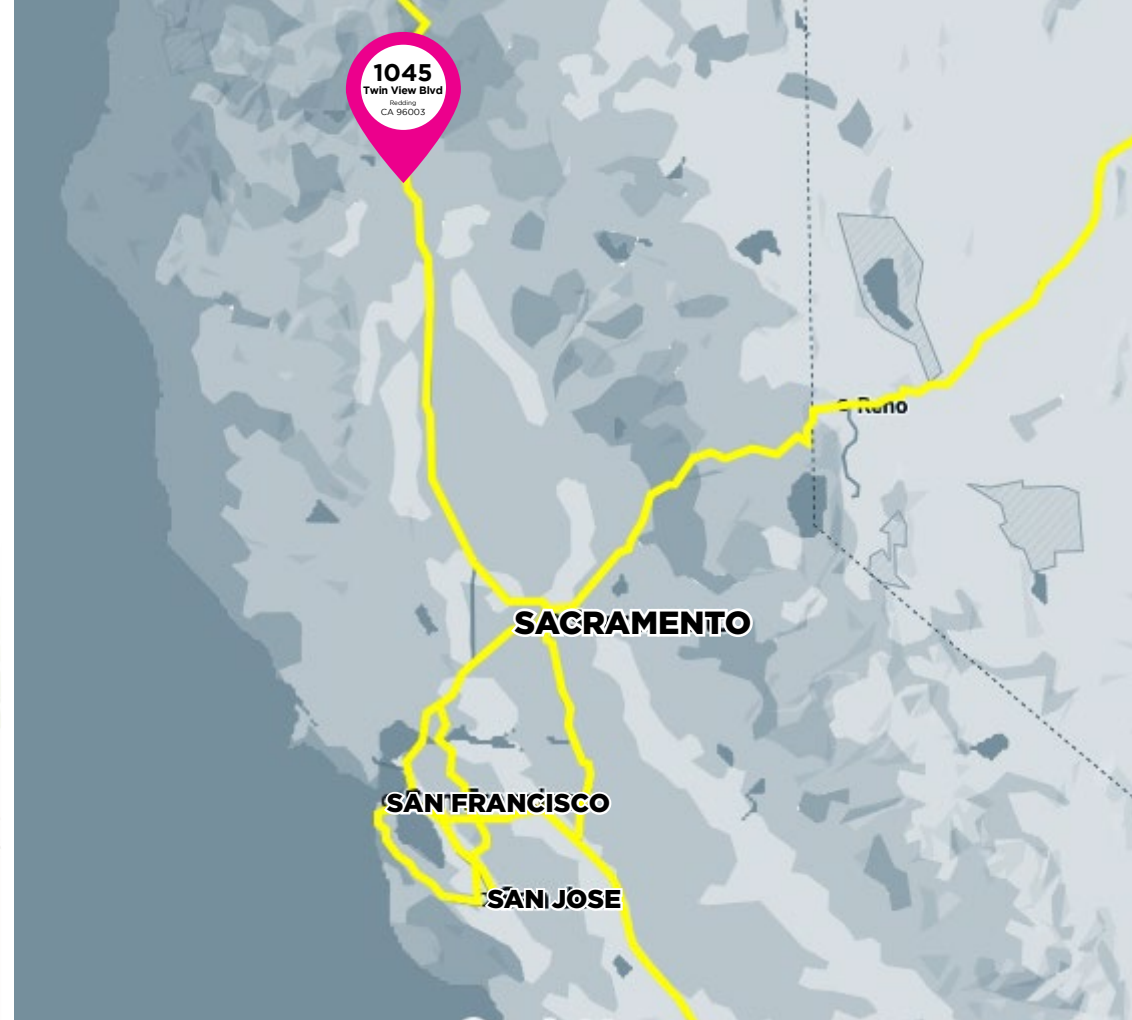 1045
Twin View Blvd
Redding
CA 96003
Reno
SACRAMENTO
SAN FRANCISCO
SAN JOSE